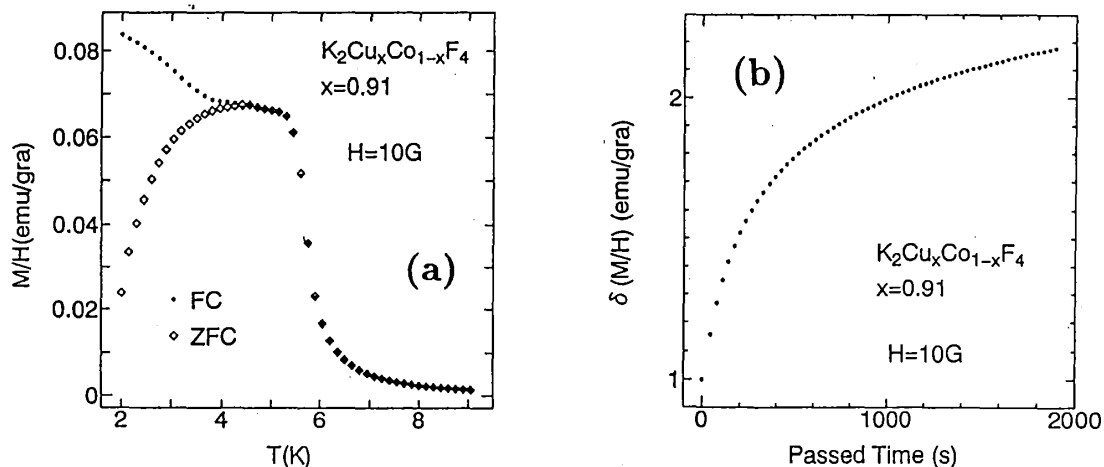 0.08
0.06
0.04
0.02
0
M/H(emu/gra)
K₂CuₓCo₁₋ₓF₄
x=0.91
H=10G
(a)
FC
ZFC
2 4 6 8
T(K)
2
1
δ (M/H) (emu/gra)
(b)
K₂CuₓCo₁₋ₓF₄
x=0.91
H=10G
0 1000 2000
Passed Time (s)